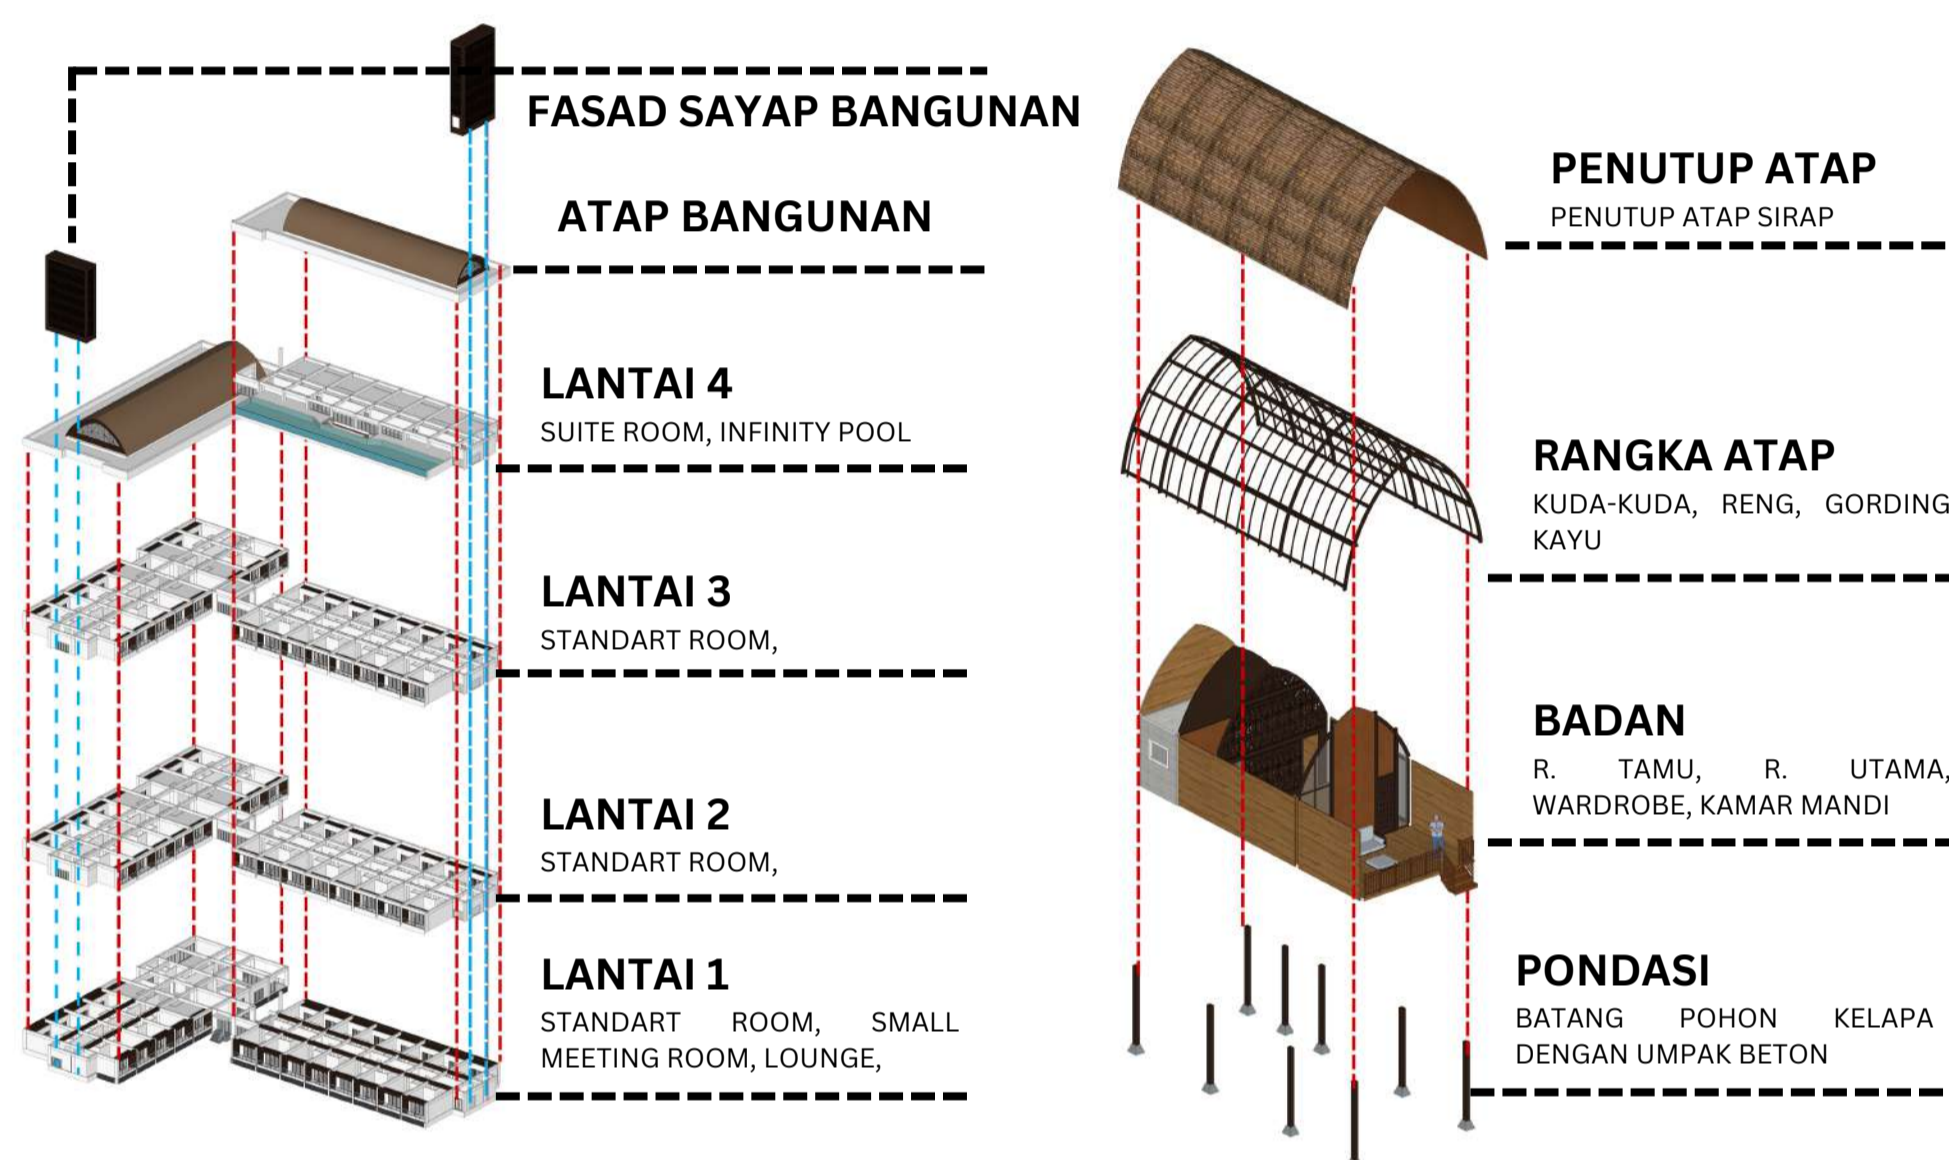 FASAD SAYAP BANGUNAN
ATAP BANGUNAN
LANTAI 4
SUITE ROOM, INFINITY POOL
LANTAI 3
STANDART ROOM,
LANTAI 2
STANDART ROOM,
LANTAI 1
STANDART ROOM, SMALL
MEETING ROOM, LOUNGE,
PENUTUP ATAP
PENUTUP ATAP SIRAP
RANGKA ATAP
KUDA-KUDA, RENG, GORDING
KAYU
BADAN
R. TAMU, R. UTAMA,
WARDROBE, KAMAR MANDI
PONDASI
BATANG POHON KELAPA
DENGAN UMPAK BETON